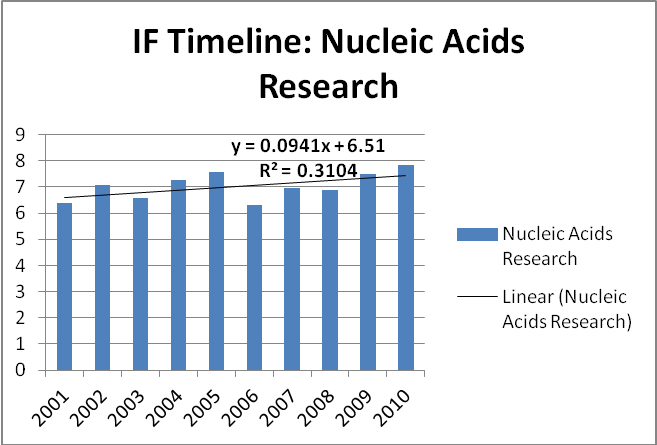 IF Timeline: Nucleic Acids
Research
9
8
7
6
5
4
3
2
1
0
y = 0.0941x + 6.51
R² = 0.3104
2001
2002
2003
2004
2005
2006
2007
2008
2009
2010
Nucleic Acids
Research
Linear (Nucleic
Acids Research)